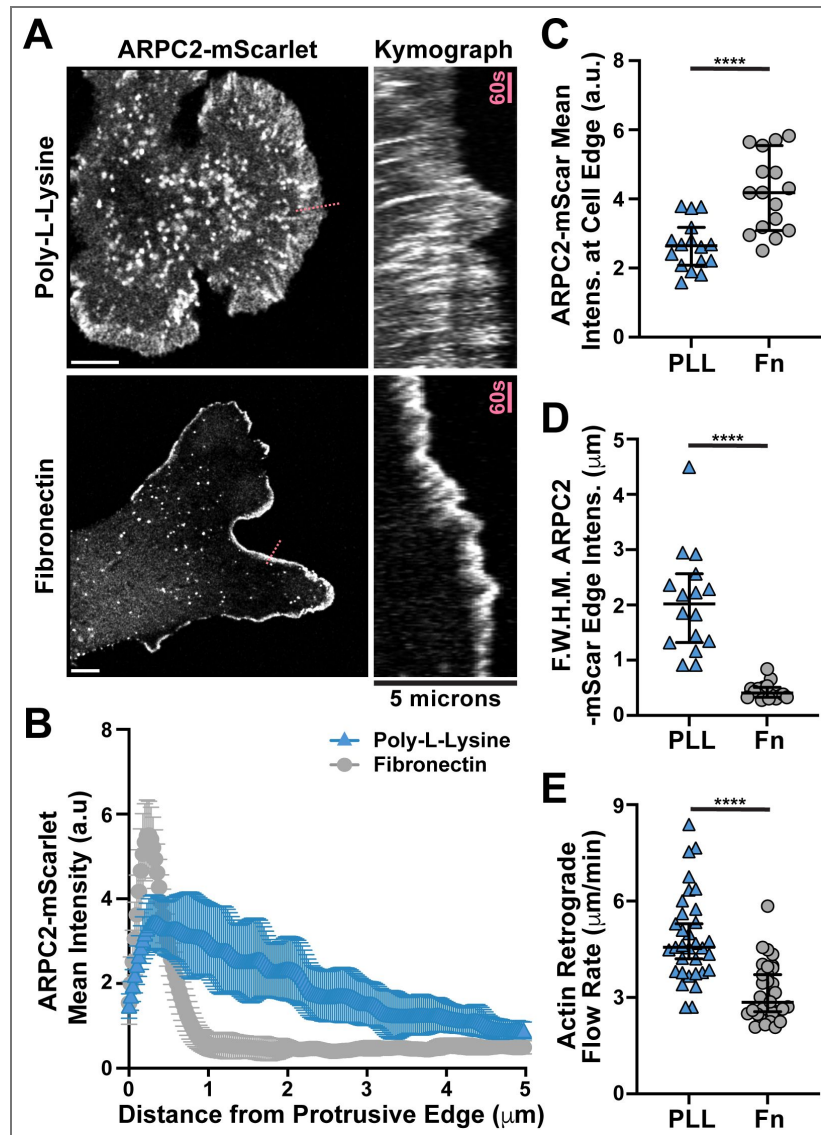 A
ARPC2-mScarlet
Kymograph
Poly-L-Lysine
60s
Fibronectin
60s
5 microns
B
ARPC2-mScarlet
Mean Intensity (a.u)
8
6
4
2
0
Poly-L-Lysine
Fibronectin
0 1 2 3 4 5
Distance from Protrusive Edge (μm)
C
ARPC2-mScar Mean
Intens. at Cell Edge (a.u.)
8
6
4
2
0
****
PLL Fn
D
F.W.H.M. ARPC2
-mScar Edge Intens. (μm)
5
4
3
2
1
0
****
PLL Fn
E
Actin Retrograde
Flow Rate (μm/min)
9
6
3
0
****
PLL Fn